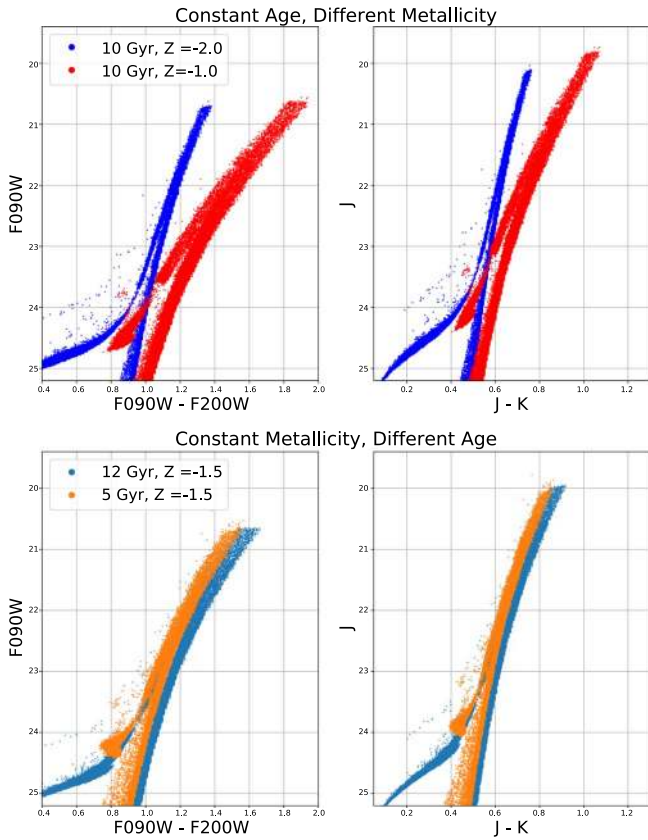 Constant Age, Different Metallicity
10 Gyr, Z =-2.0
10 Gyr, Z=-1.0
20
21
22
23
24
25
F090W
0.4 0.6 0.8 1.0 1.2 1.4 1.6 1.8 2.0
F090W - F200W
20
21
22
23
24
25
J
0.2 0.4 0.6 0.8 1.0 1.2
J - K
Constant Metallicity, Different Age
12 Gyr, Z =-1.5
5 Gyr, Z =-1.5
20
21
22
23
24
25
F090W
0.4 0.6 0.8 1.0 1.2 1.4 1.6 1.8 2.0
F090W - F200W
20
21
22
23
24
25
J
0.2 0.4 0.6 0.8 1.0 1.2
J - K